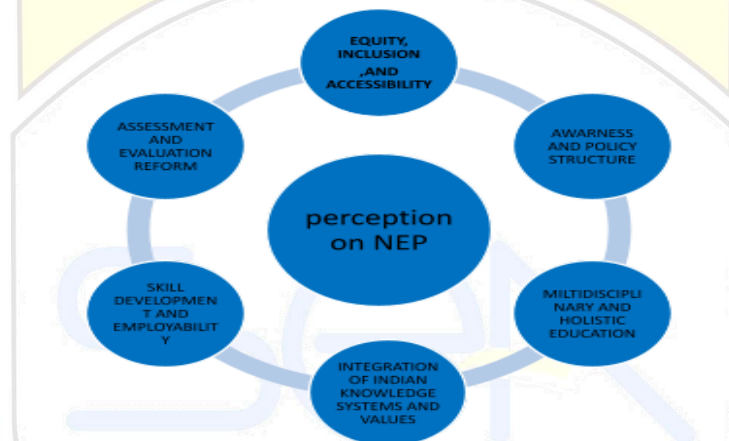 EQUITY,
INCLUSION
,AND
ACCESSIBILITY
AWARNESS
AND POLICY
STRUCTURE
MILTIDISCIPLI
NARY AND
HOLISTIC
EDUCATION
INTEGRATION
OF INDIAN
KNOWLEDGE
SYSTEMS AND
VALUES
SKILL
DEVELOPMEN
T AND
EMPLOYABILIT
Y
ASSESSMENT
AND
EVALUATION
REFORM
perception
on NEP